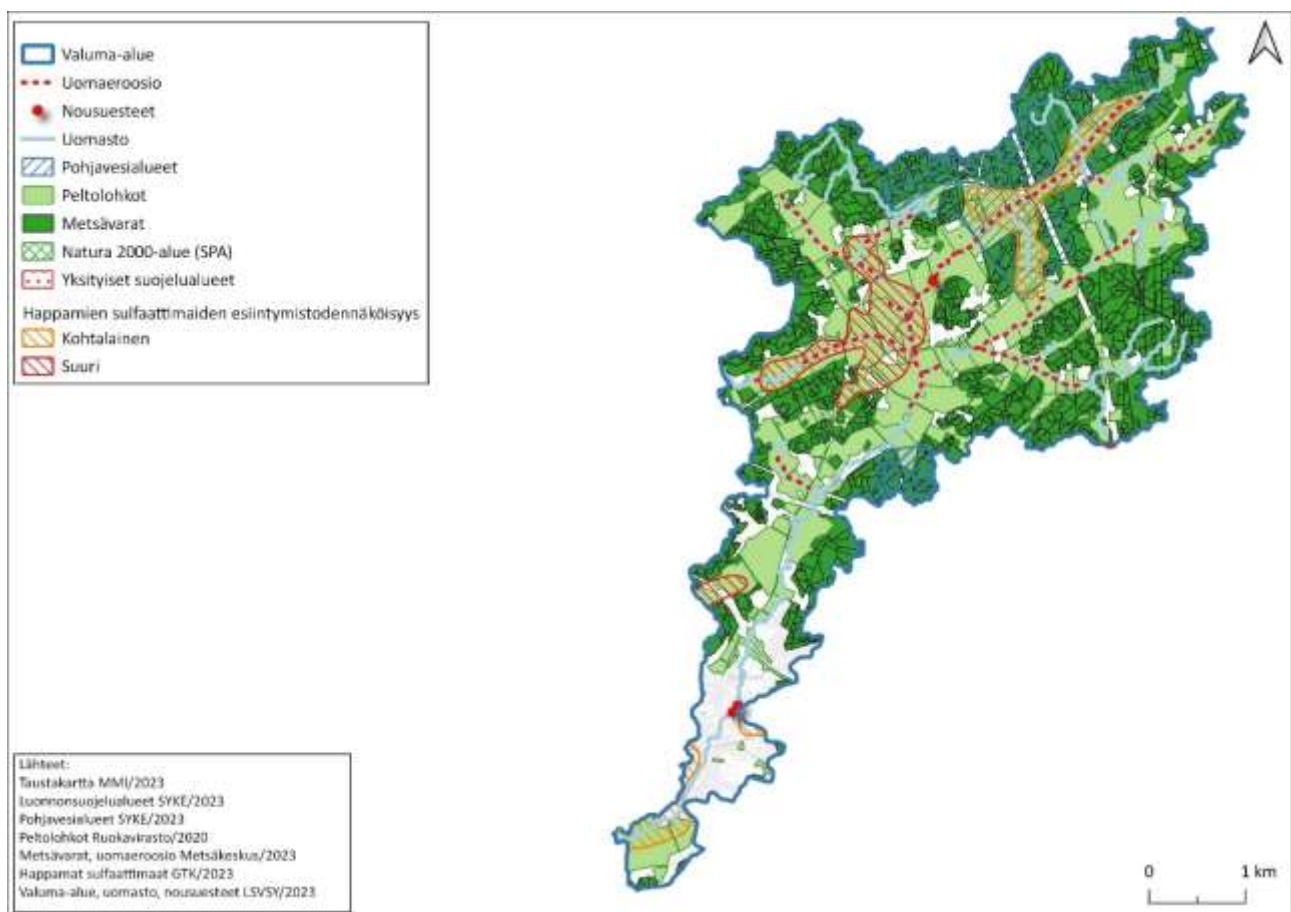 Valuma-alue
Uomaeroosio
Nousuesteet
Uomasto
Pohjavesialueet
Peltolohkot
Metsävarat
Natura 2000-alue (SPA)
Yksityiset suojelualueet
Happamien sulfaattimaiden esiintymistodennäköisyys
Kohtalainen
Suuri
Lähteet:
Taustakartta MMl/2023
Luonnonsuojelualueet SYKE/2023
Pohjavesialueet SYKE/2023
Peltolohkot Ruokavirasto/2020
Metsävarat, uomaeroosio Metsäkeskus/2023
Happamat sulfaattimaat GTK/2023
Valuma-alue, uomasto, nousuesteet LSVSY/2023
0 1 km